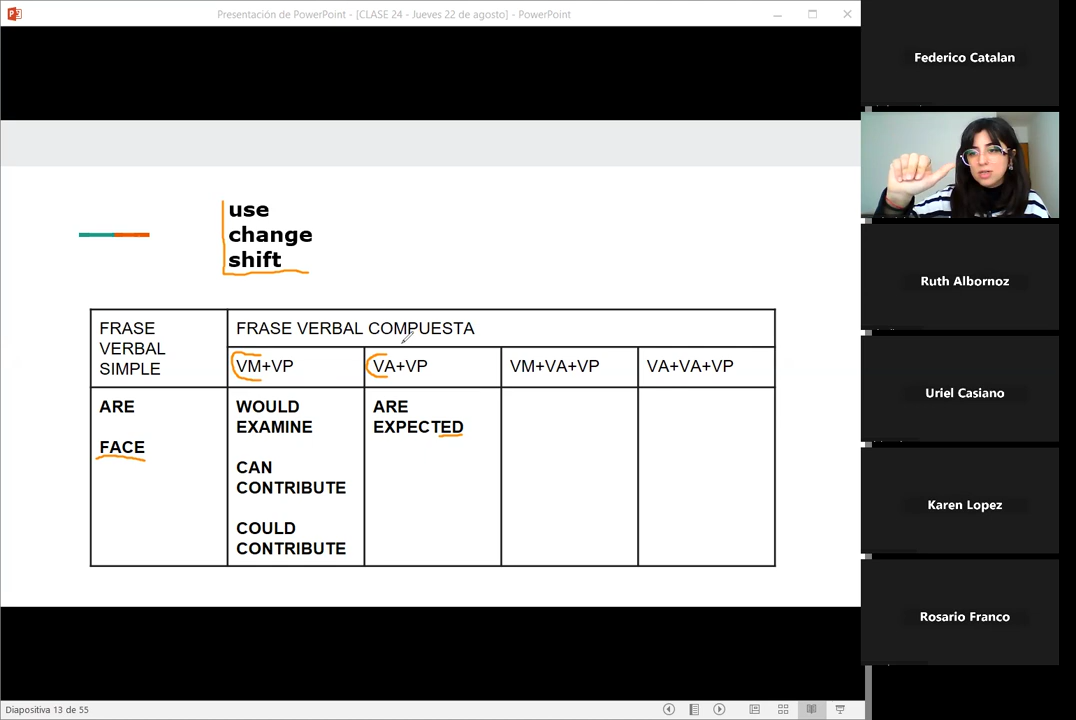 Presentación de PowerPoint - [CLASE 24 - Jueves 22 de agosto] - PowerPoint
use
change
shift
FRASE
VERBAL
SIMPLE
FRASE VERBAL COMPUESTA
VM+VP
VA+VP
VM+VA+VP
VA+VA+VP
ARE
FACE
WOULD
EXAMINE
CAN
CONTRIBUTE
COULD
CONTRIBUTE
ARE
EXPECTED
Diapositiva 13 de 55
Federico Catalan
Ruth Albornoz
Uriel Casiano
Karen Lopez
Rosario Franco